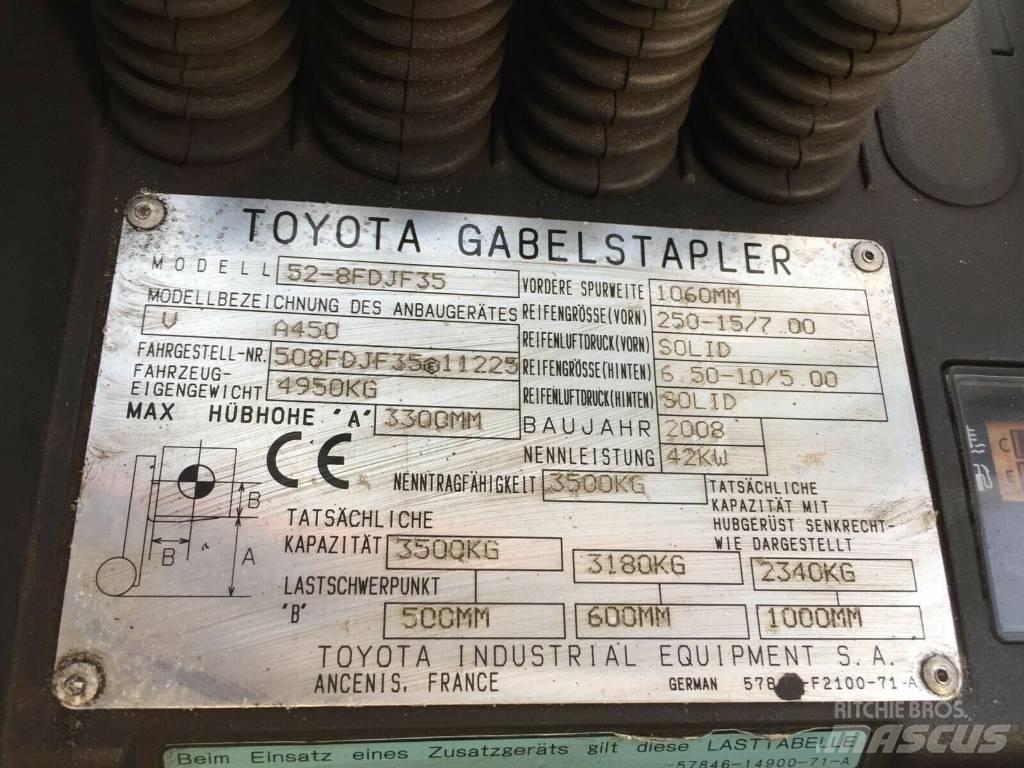 TOYOTA GABELSTAPLER
MODELL 52-8FDJF35
MODELLBEZEICHNUNG DES ANBAUGERÄTES
V A450
FAHRGESTELL-NR. 508FDJF35©11225
FAHRZEUG-
EIGENGEWICHT 4950KG
MAX HÜBHOHE "A" 3300MM
VORDERE SPURWEITE 1060MM
REIFENGRÖSSE(VORN) 250-15/7.00
REIFENLUFTDRUCK(VORN) SOLID
REIFENGRÖSSE(HINTEN) 6.50-10/5.00
REIFENLUFTDRUCK(HINTEN) SOLID
BAUJAHR 2008
NENNLEISTUNG 42KW
CE
NENNTRAGFÄHIGKELT 3500KG
B
B
A
TATSÄCHLICHE
KAPAZITÄT 3500KG 3180KG 2340KG
TATSÄCHLICHE
KAPAZITÄT MIT
HUBGERÜST SENKRECHT-
WIE DARGESTELLT
LASTSCHWERPUNKT
"B" 500MM 600MM 1000MM
TOYOTA INDUSTRIAL EQUIPMENT S.A.
ANCENIS, FRANCE GERMAN F2100-71-A
Beim Einsatz eines Zusatzgeräts gilt diese LASTTABELLE
57846-14900-71-A
RITCHIE BROS.
MASCUS